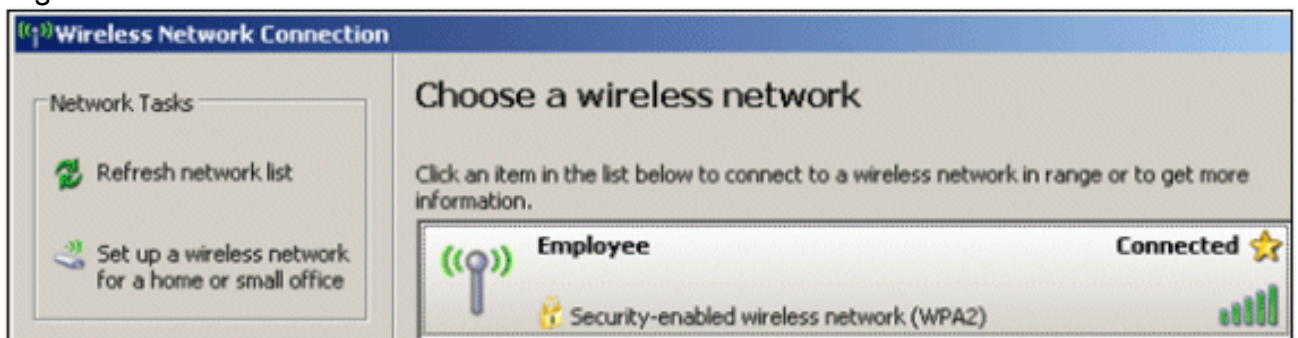 Wireless Network Connection
Network Tasks
Refresh network list
Set up a wireless network
for a home or small office
Choose a wireless network
Click an item in the list below to connect to a wireless network in range or to get more
information.
Employee
Connected
Security-enabled wireless network (WPA2)